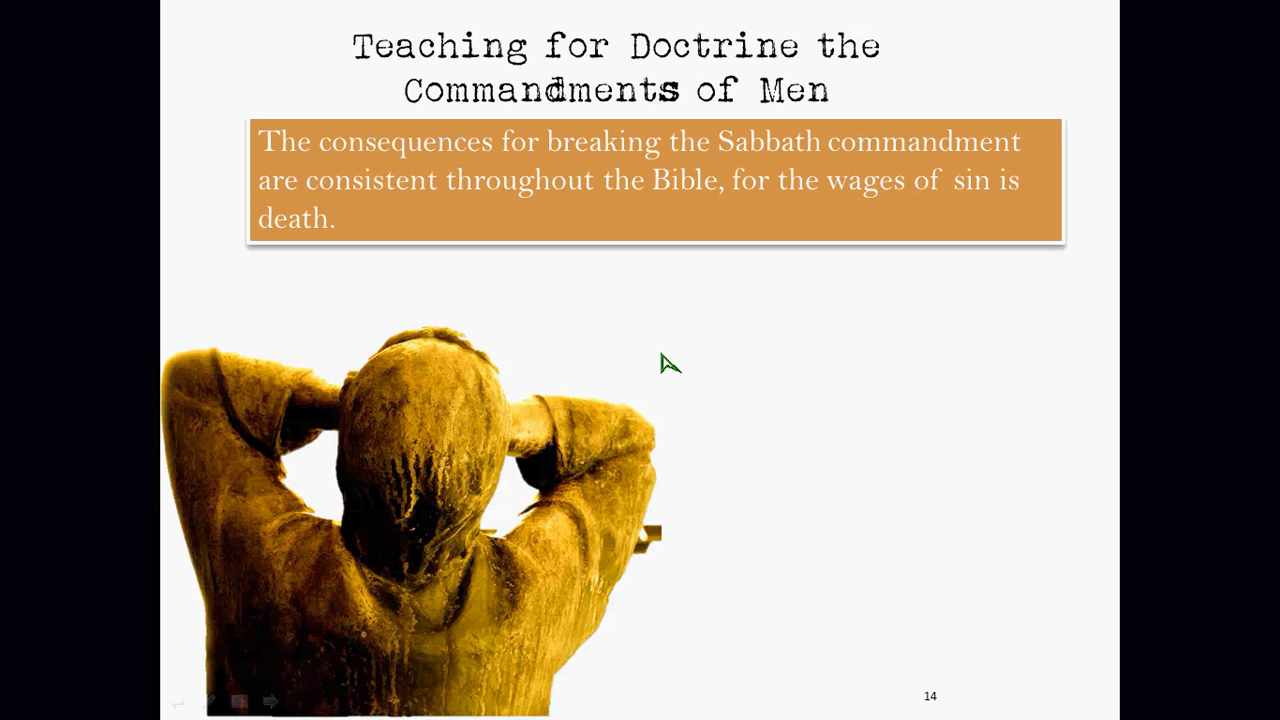 Teaching for Doctrine the
Commandments of Men
The consequences for breaking the Sabbath commandment
are consistent throughout the Bible, for the wages of sin is
death.
14